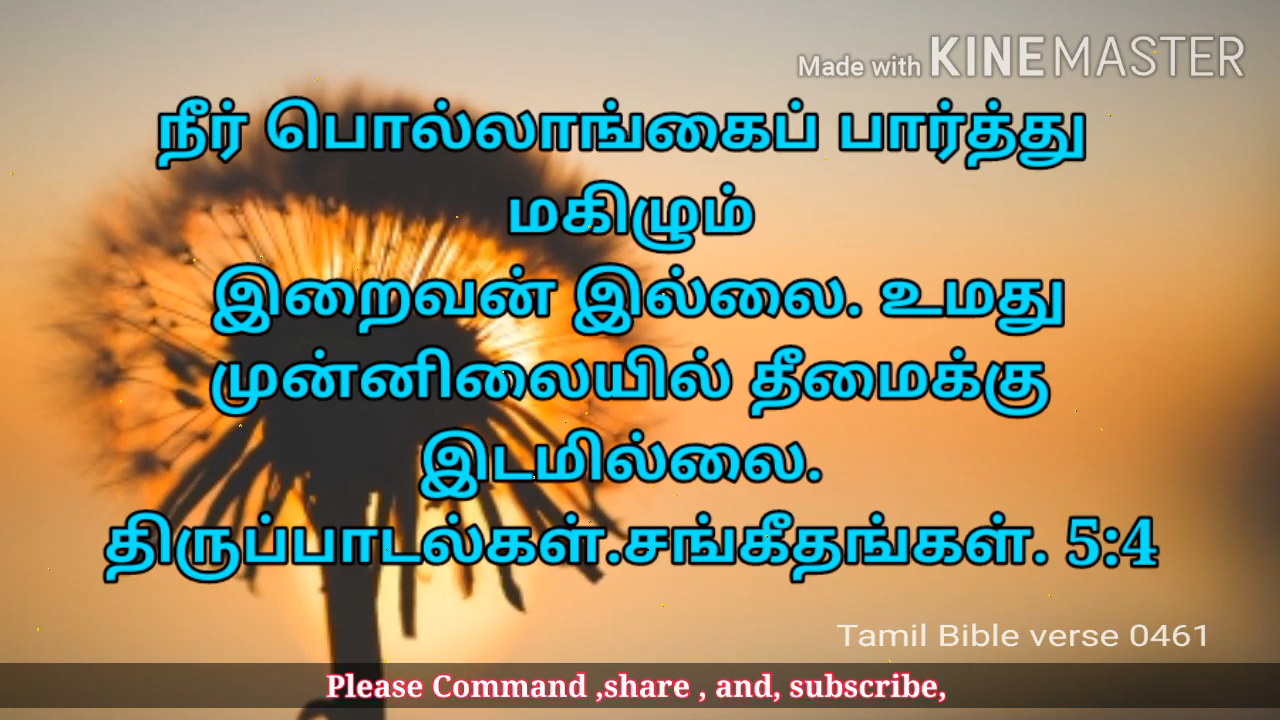 Made with KINEMASTER
நீர் பொல்லாங்கைப் பார்த்து
மகிழும்
இறைவன் இல்லை. உமது
முன்னிலையில் தீமைக்கு
இடமில்லை.
திருப்பாடல்கள்.சங்கீதங்கள். 5:4
Tamil Bible verse 0461
Please Command ,share , and, subscribe,